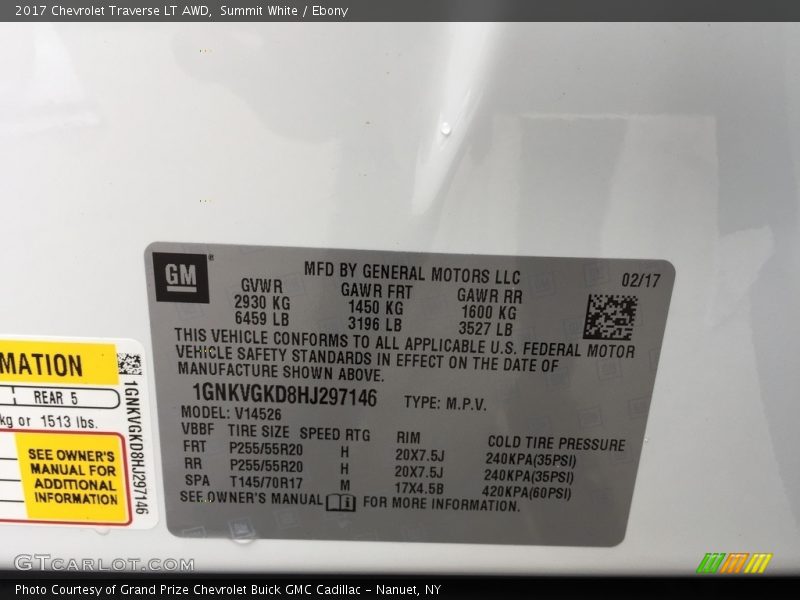 2017 Chevrolet Traverse LT AWD, Summit White / Ebony
GM®
MFD BY GENERAL MOTORS LLC
02/17
GVWR GAWR FRT GAWR RR
2930 KG 1450 KG 1600 KG
6459 LB 3196 LB 3527 LB
THIS VEHICLE CONFORMS TO ALL APPLICABLE U.S. FEDERAL MOTOR
VEHICLE SAFETY STANDARDS IN EFFECT ON THE DATE OF
MANUFACTURE SHOWN ABOVE.
1GNKVGKD8HJ297146 TYPE: M.P.V.
MODEL: V14526
VBBF TIRE SIZE SPEED RTG RIM COLD TIRE PRESSURE
FRT P255/55R20 H 20X7.5J 240KPA(35PSI)
RR P255/55R20 H 20X7.5J 240KPA(35PSI)
SPA T145/70R17 M 17X4.5B 420KPA(60PSI)
SEE OWNER'S MANUAL FOR MORE INFORMATION.
MATION
REAR 5
kg or 1513 lbs.
SEE OWNER'S
MANUAL FOR
ADDITIONAL
INFORMATION
1GNKVGKD8HJ297146
GTCarLot.com
Photo Courtesy of Grand Prize Chevrolet Buick GMC Cadillac - Nanuet, NY